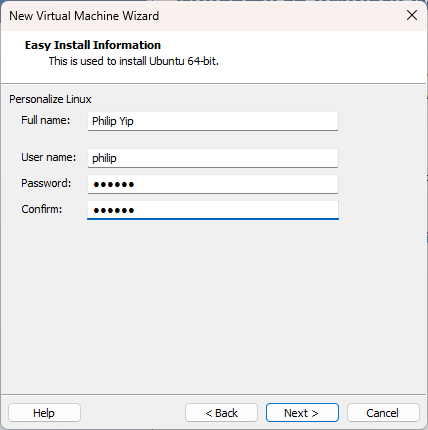 New Virtual Machine Wizard
Easy Install Information
This is used to install Ubuntu 64-bit.
Personalize Linux
Full name: Philip Yip
User name: philip
Password: ●●●●●●
Confirm: ●●●●●●
Help < Back Next > Cancel